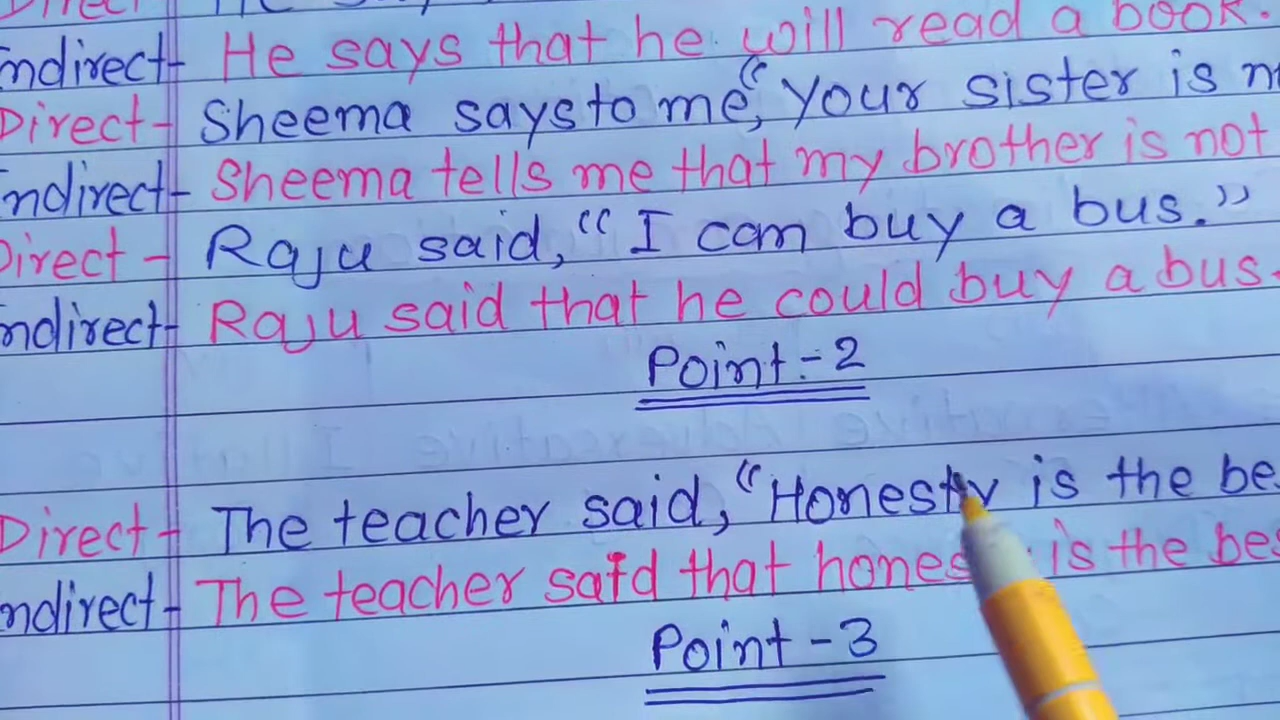 Indirect- He says that he will read a book.
Direct- Sheema says to me, "Your sister is
Indirect- Sheema tells me that my brother is not
Direct- Raju said, "I can buy a bus."
Indirect- Raju said that he could buy a bus.
Point-2
Direct- The teacher said, "Honesty is the be
Indirect- The teacher said that hones is the bes
Point-3